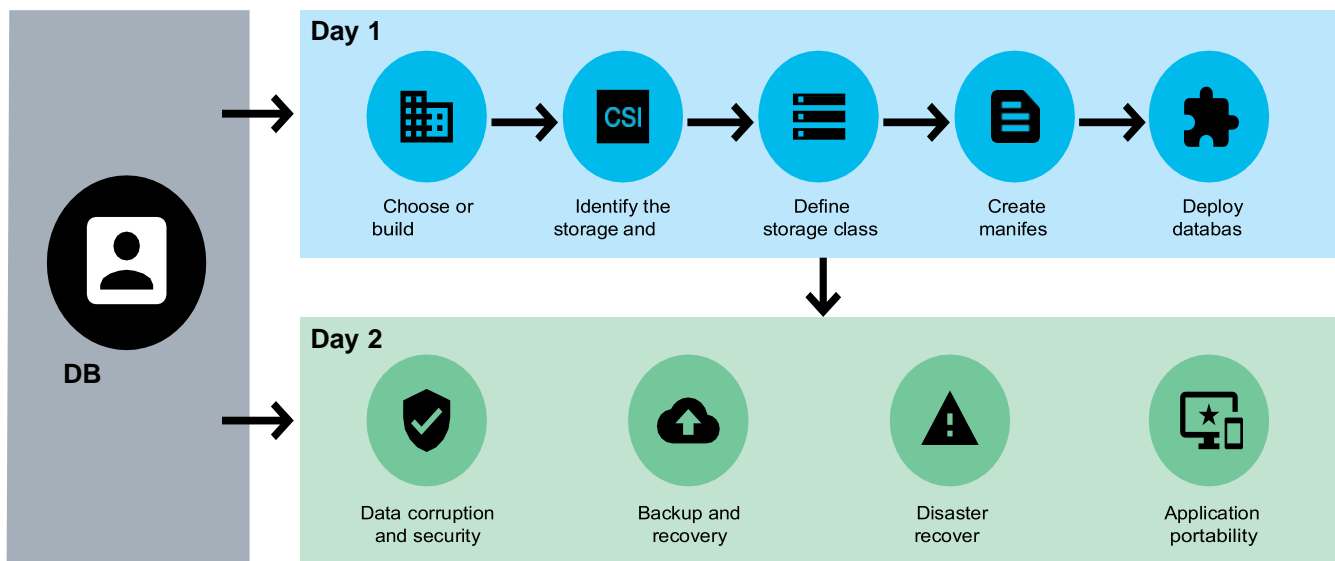 Day 1
CSI
Choose or
build
Identify the
storage and
Define
storage class
Create
manifes
Deploy
databas
DB
Day 2
Data corruption
and security
Backup and
recovery
Disaster
recover
Application
portability